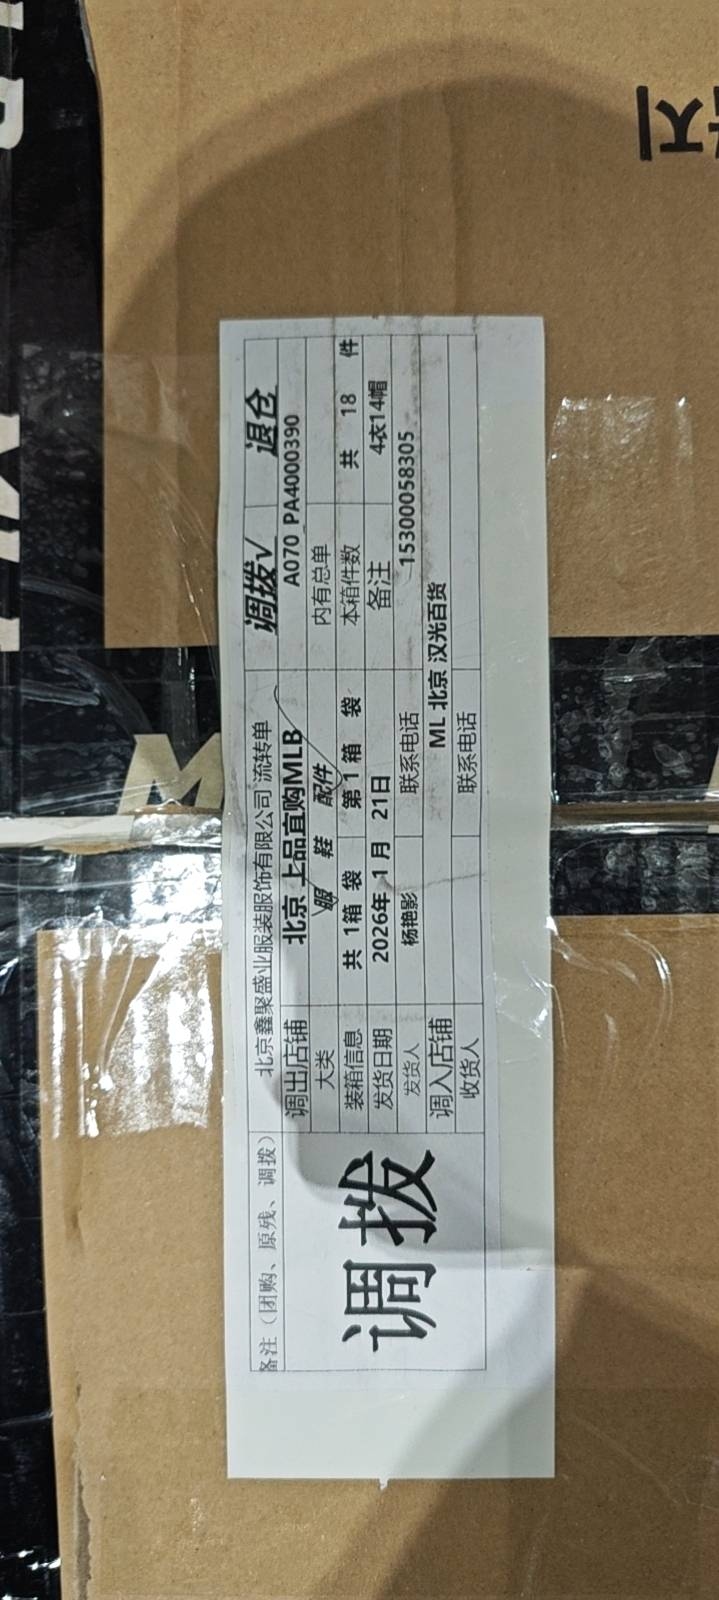 备注（团购、原残、调拨）
调拨
北京鑫聚盛业服装服饰有限公司 流转单 调拨√ 退仓
调出店铺 北京 上品宜购MLB A070 PA4000390
大类 服 鞋 配件 内有总单
装箱信息 共 1箱 袋 第 1 箱 袋 本箱件数 共 18 件
发货日期 2026年 1 月 21日 备注 4衣14帽
发货人 杨艳影 联系电话 15300058305
调入店铺 ML 北京 汉光百货
收货人 联系电话
M